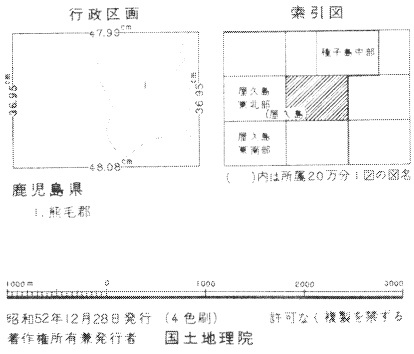 行政区画
索引図
47.99cm
36.95cm
1
36.95cm
48.08cm
種子島中部
屋久島東北部
(屋久島)
屋久島東南部
鹿児島県
1. 熊毛郡
( )内は所属20万分1図の図名
1000m 0 1000 2000 3000
昭和52年12月28日発行 (4色刷) 許可なく複製を禁ずる
著作権所有兼発行者 国土地理院